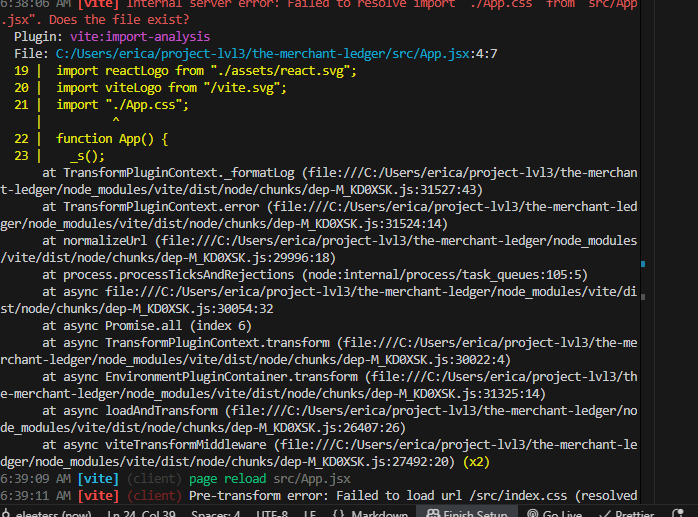 6:38:06 AM [vite] Internal server error: Failed to resolve import "./App.css" from "src/App
.jsx". Does the file exist?
  Plugin: vite:import-analysis
  File: C:/Users/erica/project-lvl3/the-merchant-ledger/src/App.jsx:4:7
  19 |  import reactLogo from "./assets/react.svg";
  20 |  import viteLogo from "/vite.svg";
  21 |  import "./App.css";
     |          ^
  22 |  function App() {
  23 |    _s();
      at TransformPluginContext._formatLog (file:///C:/Users/erica/project-lvl3/the-merchan
t-ledger/node_modules/vite/dist/node/chunks/dep-M_KD0XSK.js:31527:43)
      at TransformPluginContext.error (file:///C:/Users/erica/project-lvl3/the-merchant-led
ger/node_modules/vite/dist/node/chunks/dep-M_KD0XSK.js:31524:14)
      at normalizeUrl (file:///C:/Users/erica/project-lvl3/the-merchant-ledger/node_modules
/vite/dist/node/chunks/dep-M_KD0XSK.js:29996:18)
      at process.processTicksAndRejections (node:internal/process/task_queues:105:5)
      at async file:///C:/Users/erica/project-lvl3/the-merchant-ledger/node_modules/vite/di
st/node/chunks/dep-M_KD0XSK.js:30054:32
      at async Promise.all (index 6)
      at async TransformPluginContext.transform (file:///C:/Users/erica/project-lvl3/the-me
rchant-ledger/node_modules/vite/dist/node/chunks/dep-M_KD0XSK.js:30022:4)
      at async EnvironmentPluginContainer.transform (file:///C:/Users/erica/project-lvl3/th
e-merchant-ledger/node_modules/vite/dist/node/chunks/dep-M_KD0XSK.js:31325:14)
      at async loadAndTransform (file:///C:/Users/erica/project-lvl3/the-merchant-ledger/no
de_modules/vite/dist/node/chunks/dep-M_KD0XSK.js:26407:26)
      at async viteTransformMiddleware (file:///C:/Users/erica/project-lvl3/the-merchant-le
dger/node_modules/vite/dist/node/chunks/dep-M_KD0XSK.js:27492:20) (x2)
6:39:09 AM [vite] (client) page reload src/App.jsx
6:39:11 AM [vite] (client) Pre-transform error: Failed to load url /src/index.css (resolved
eleetess (now) Ln 24, Col 39 Spaces: 4 UTF-8 LF {} Markdown Finish Setup Go Live Prettier